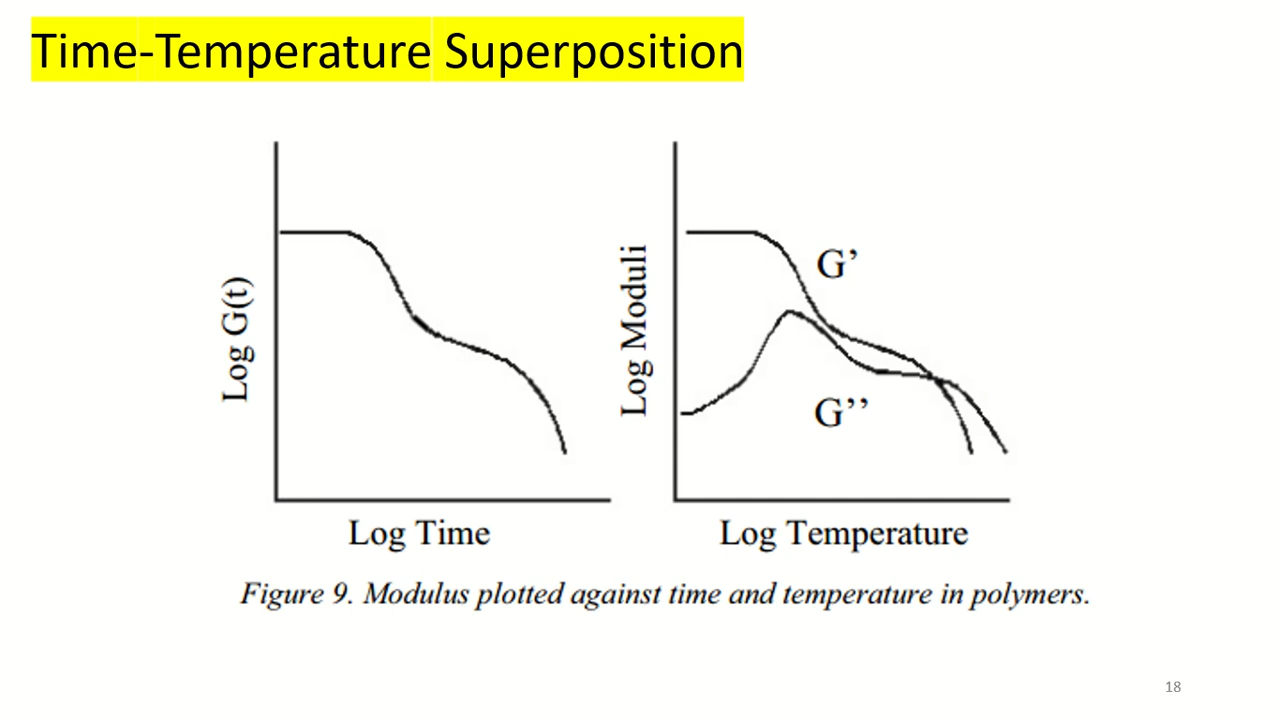 Time-Temperature Superposition
Log G(t)
Log Time
Log Moduli
G’
G’’
Log Temperature
Figure 9. Modulus plotted against time and temperature in polymers.
18